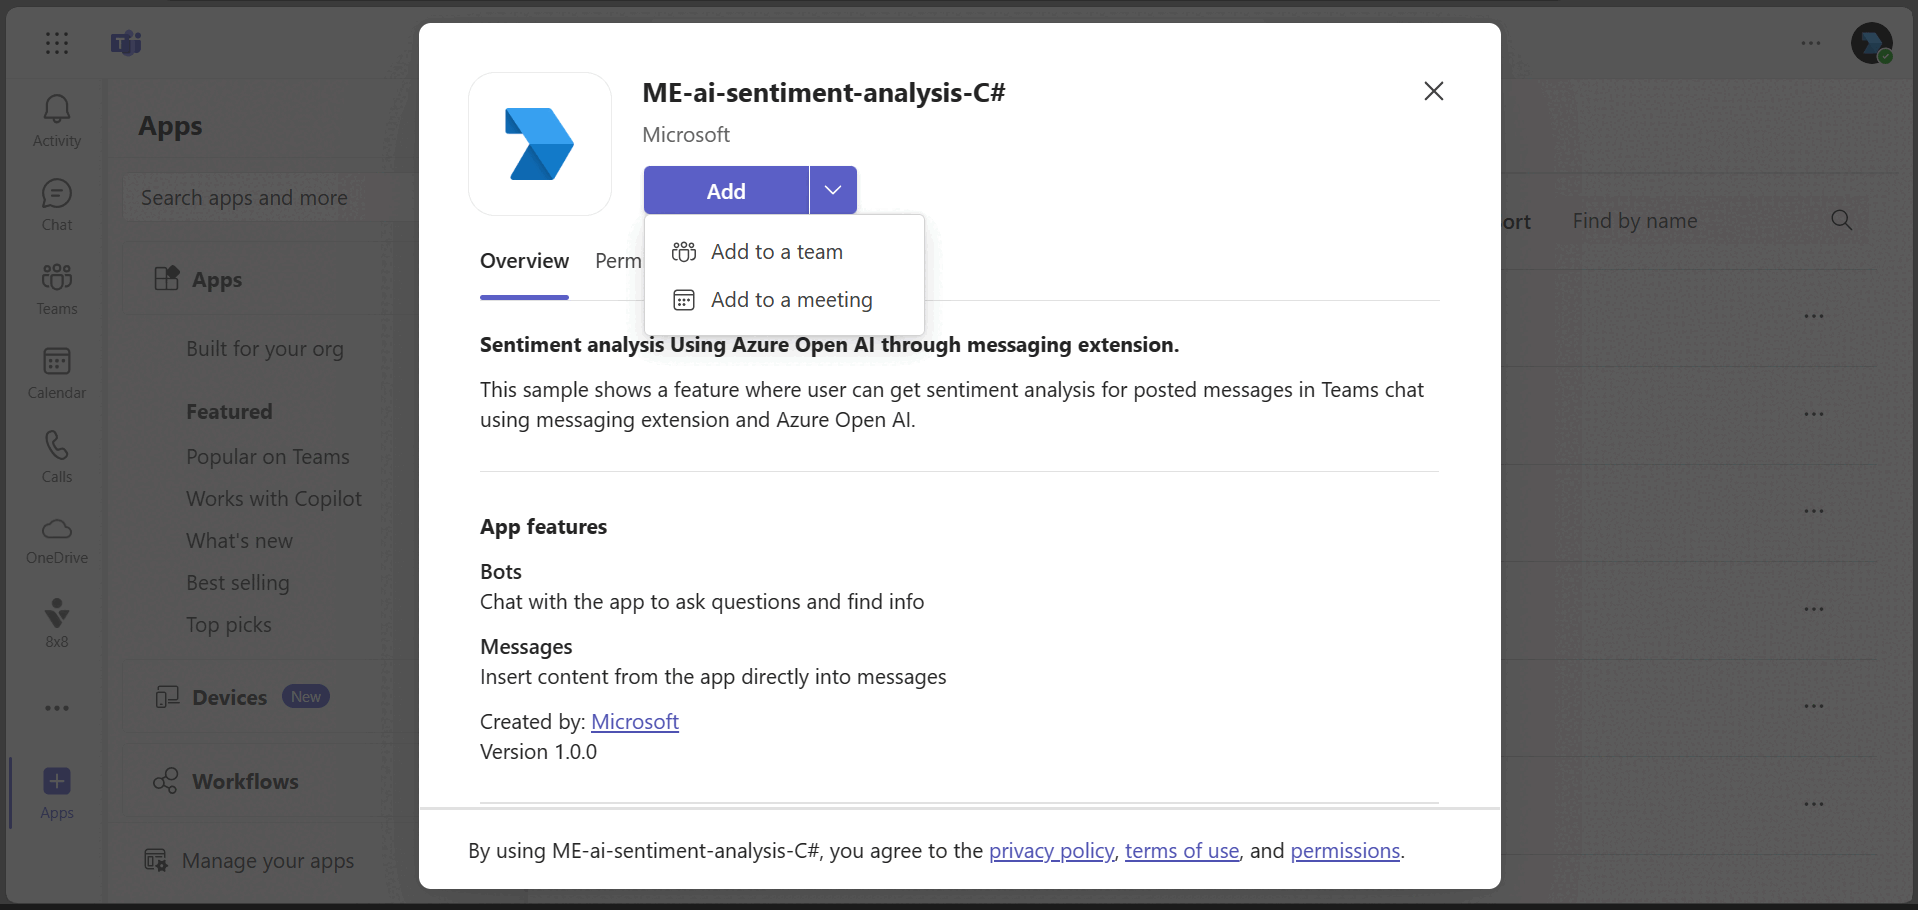 Activity
Chat
Teams
Calendar
Calls
OneDrive
8x8
Apps
Apps
Search apps and more
Apps
Built for your org
Featured
Popular on Teams
Works with Copilot
What's new
Best selling
Top picks
Devices New
Workflows
Manage your apps
ME-ai-sentiment-analysis-C#
Microsoft
Add
Add to a team
Add to a meeting
Overview Perm
Sentiment analysis Using Azure Open AI through messaging extension.
This sample shows a feature where user can get sentiment analysis for posted messages in Teams chat
using messaging extension and Azure Open AI.
App features
Bots
Chat with the app to ask questions and find info
Messages
Insert content from the app directly into messages
Created by: Microsoft
Version 1.0.0
By using ME-ai-sentiment-analysis-C#, you agree to the privacy policy, terms of use, and permissions.
ort
Find by name